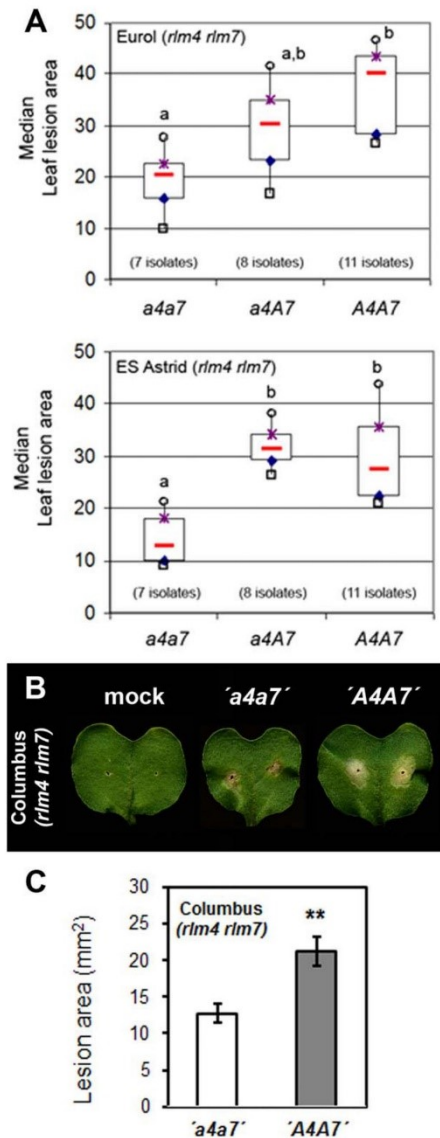 A
Eurol (rlm4 rlm7)
Median
Leaf lesion area
50
40
30
20
10
0
a
a,b
b
(7 isolates)
(8 isolates)
(11 isolates)
a4a7
a4A7
A4A7
ES Astrid (rlm4 rlm7)
Median
Leaf lesion area
50
40
30
20
10
0
a
b
b
(7 isolates)
(8 isolates)
(11 isolates)
a4a7
a4A7
A4A7
B
mock
´a4a7´
´A4A7´
Columbus
(rlm4 rlm7)
C
Columbus
(rlm4 rlm7)
**
Lesion area (mm²)
30
25
20
15
10
5
0
´a4a7´
´A4A7´